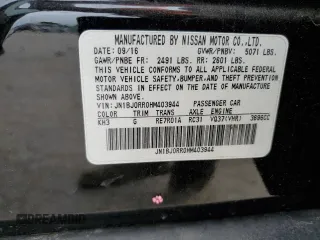 MANUFACTURED BY NISSAN MOTOR CO.,LTD.
DATE: 09/16 GVWR/PNBV: 5071 LBS.
GAWR/PNBE FR: 2491 LBS. RR: 2601 LBS.
THIS VEHICLE CONFORMS TO ALL APPLICABLE
FEDERAL MOTOR VEHICLE SAFETY,BUMPER,AND THEFT
PREVENTION STANDARDS IN EFFECT ON THE DATE OF
MANUFACTURE SHOWN ABOVE.
VIN: JN1BJ0RR0HM403944 PASSENGER CAR
COLOR TRIM TRANS AXLE ENGINE
KH3 G RE7R01A RC31 VQ37(VHR) 3696CC
JN1BJ0RR0HM403944